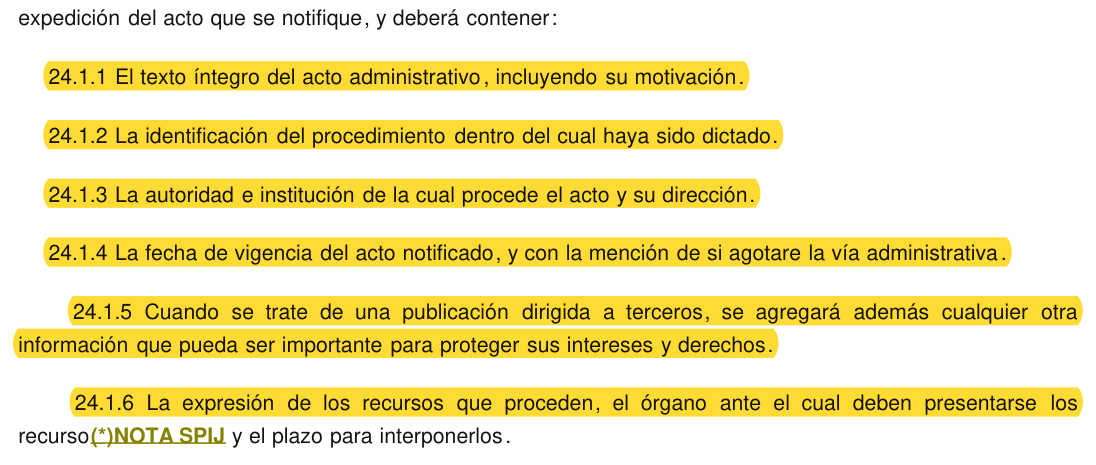 expedición del acto que se notifique, y deberá contener:
24.1.1 El texto íntegro del acto administrativo, incluyendo su motivación.
24.1.2 La identificación del procedimiento dentro del cual haya sido dictado.
24.1.3 La autoridad e institución de la cual procede el acto y su dirección.
24.1.4 La fecha de vigencia del acto notificado, y con la mención de si agotare la vía administrativa.
24.1.5 Cuando se trate de una publicación dirigida a terceros, se agregará además cualquier otra
información que pueda ser importante para proteger sus intereses y derechos.
24.1.6 La expresión de los recursos que proceden, el órgano ante el cual deben presentarse los
recurso(*)NOTA SPIJ y el plazo para interponerlos.